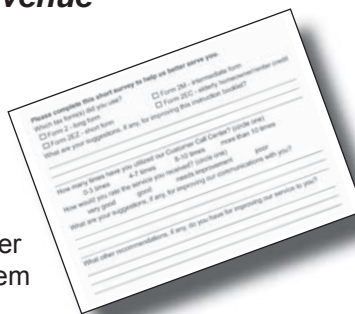 venue
Please complete this short survey to help us better serve you.
Which tax form(s) did you use?
☐ Form 2 - long form ☐ Form 2M - intermediate form
☐ Form 2EZ - short form ☐ Form 2EC - elderly homeowner/renter credit
What are your suggestions, if any, for improving this instruction booklet?
How many times have you utilized our Customer Call Center? (circle one)
0-3 times 4-7 times 8-10 times more than 10 times
How would you rate the service you received? (circle one)
very good good needs improvement poor
What are your suggestions, if any, for improving our communications with you?
What other recommendations, if any, do you have for improving our service to you?
er
em